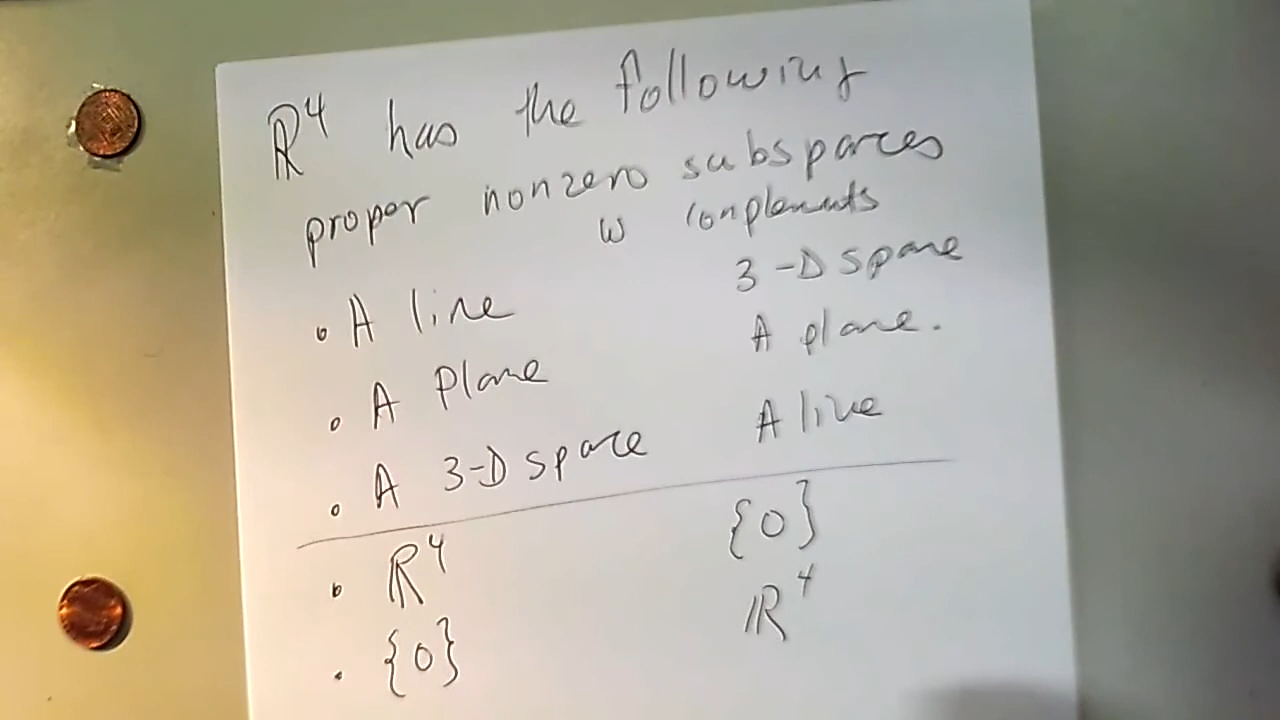 ℝ⁴ has the following
proper nonzero subspaces
w complements
• A line 3-D space
• A Plane A plane.
• A 3-D space A line
• ℝ⁴ {0}
• {0} ℝ⁴